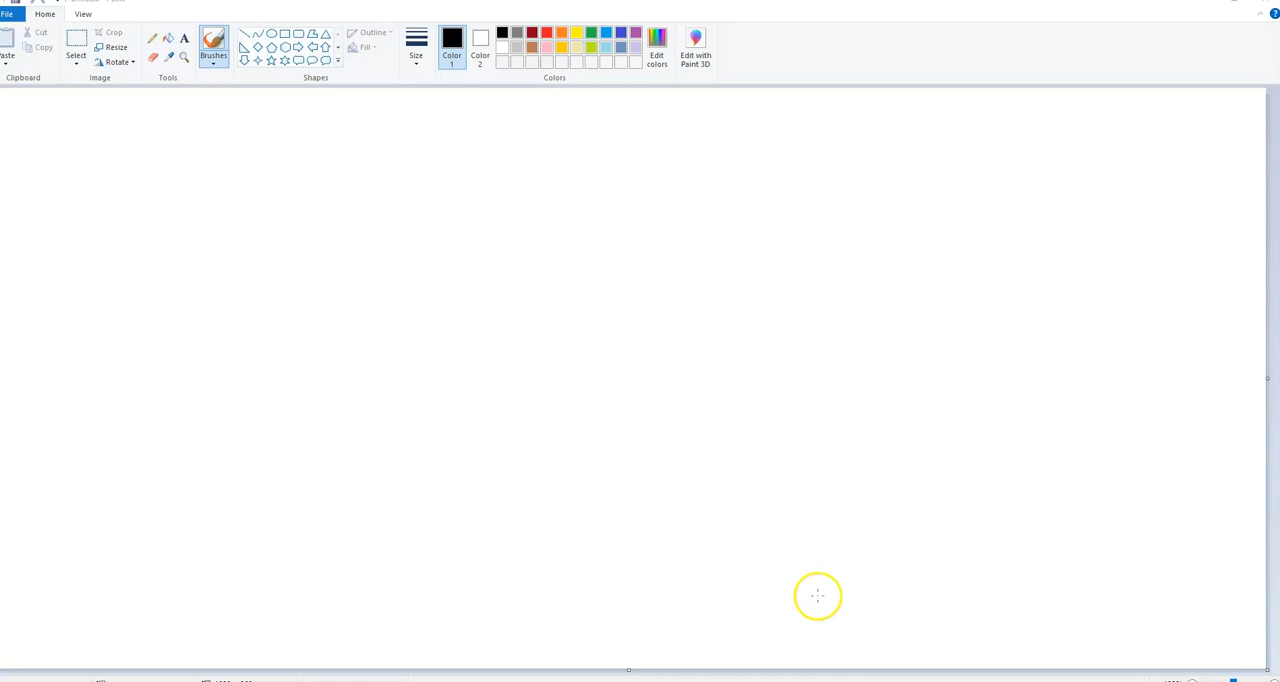 File Home View
Cut
Copy
Clipboard
Select
Crop
Resize
Rotate
Image
A
Tools
Brushes
Shapes
Outline
Fill
Size
Color
1
Color
2
Colors
Edit
colors
Edit with
Paint 3D
?